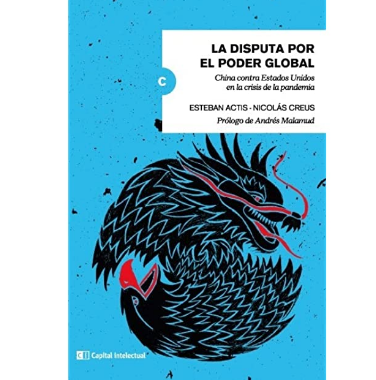 LA DISPUTA POR
EL PODER GLOBAL
C
China contra Estados Unidos
en la crisis de la pandemia
ESTEBAN ACTIS - NICOLÁS CREUS
Prólogo de Andrés Malamud
CI Capital Intelectual